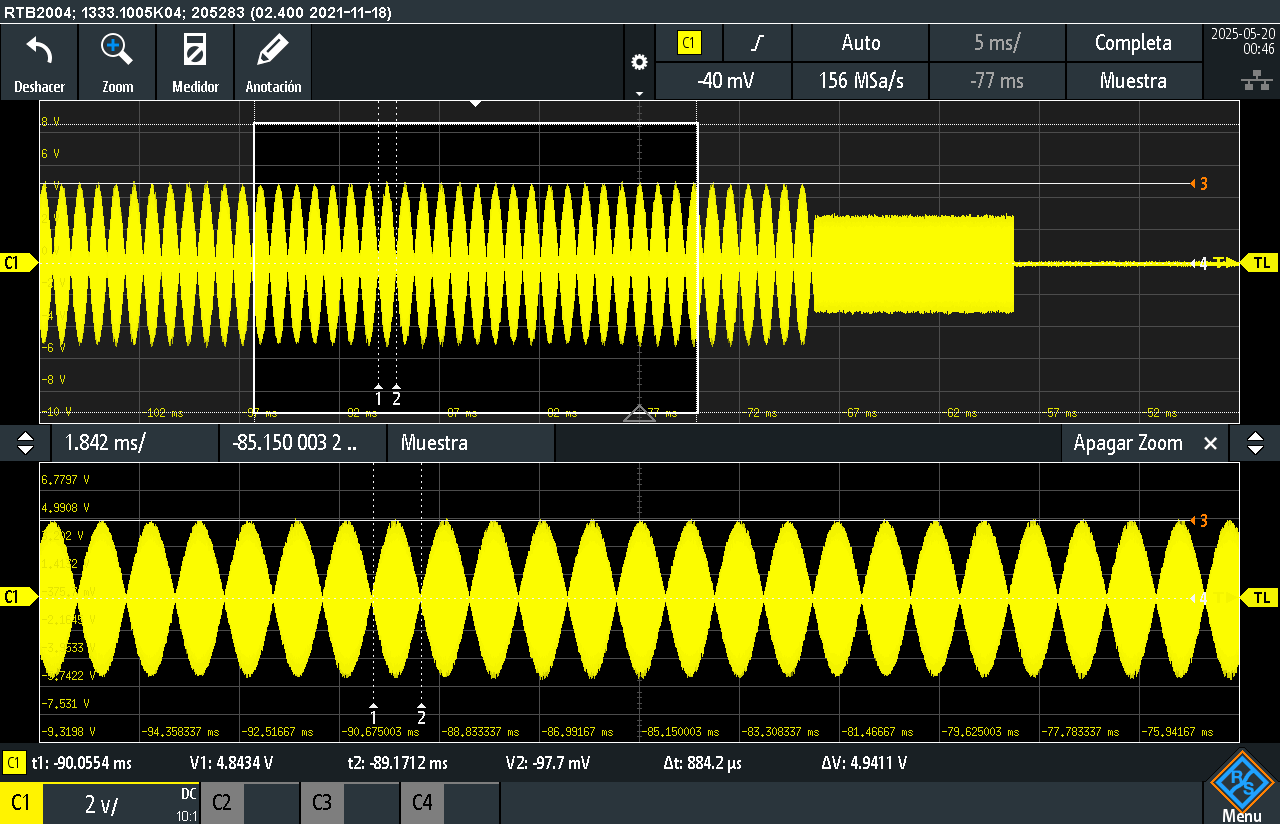 RTB2004; 1333.1005K04; 205283 (02.400 2021-11-18)
Deshacer Zoom Medidor Anotación
C1 Auto 5 ms/ Completa 2025-05-20 00:46
-40 mV 156 MSa/s -77 ms Muestra
8 V
6 V
3
C1 4 TL
-4 V
-6 V
-8 V
1 2
-10 V -102 ms -97 ms -92 ms -87 ms -82 ms -77 ms -72 ms -67 ms -62 ms -57 ms -52 ms
1.842 ms/ -85.150 003 2 .. Muestra Apagar Zoom ✕
6.7797 V
4.9908 V
3
C1 4 TL
-5.7422 V
-7.531 V
1 2
-9.3198 V -94.358337 ms -92.51667 ms -90.675003 ms -88.833337 ms -86.99167 ms -85.150003 ms -83.308337 ms -81.46667 ms -79.625003 ms -77.783337 ms -75.94167 ms
C1 t1: -90.0554 ms V1: 4.8434 V t2: -89.1712 ms V2: -97.7 mV Δt: 884.2 µs ΔV: 4.9411 V
C1 2 V/ DC 10:1 C2 C3 C4 R&S Menu